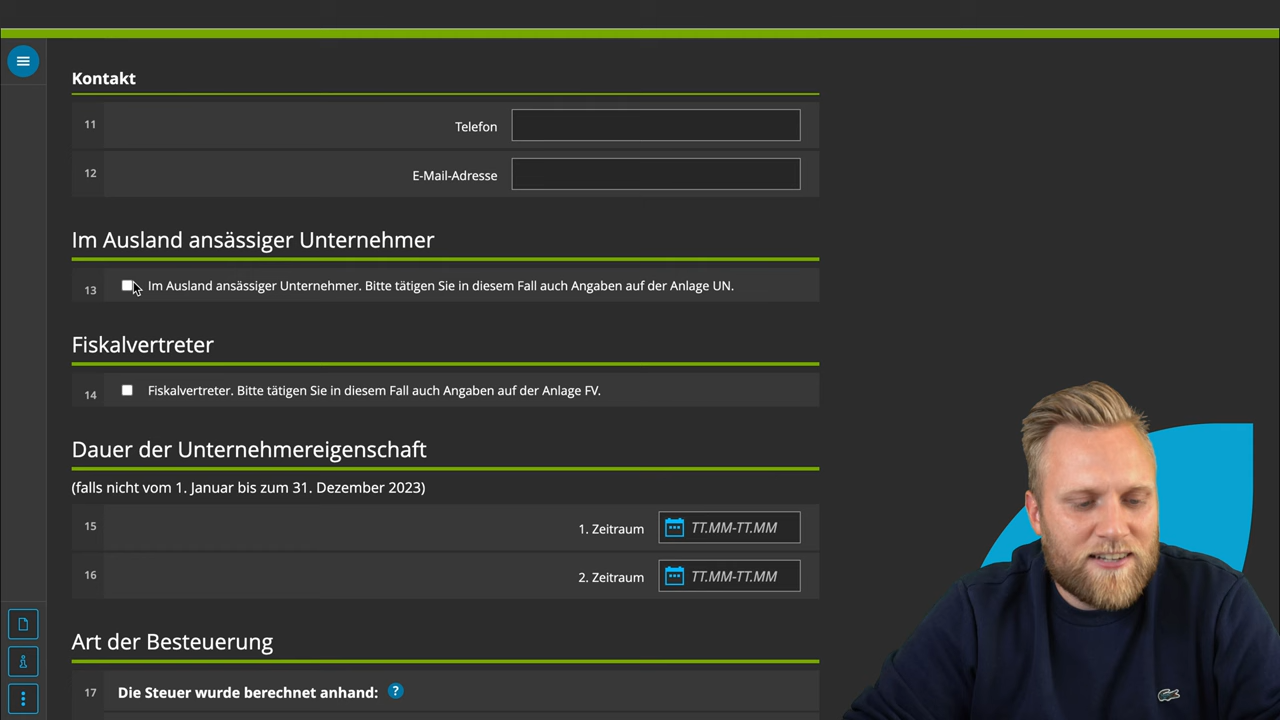 Kontakt
11 Telefon
12 E-Mail-Adresse
Im Ausland ansässiger Unternehmer
13 Im Ausland ansässiger Unternehmer. Bitte tätigen Sie in diesem Fall auch Angaben auf der Anlage UN.
Fiskalvertreter
14 Fiskalvertreter. Bitte tätigen Sie in diesem Fall auch Angaben auf der Anlage FV.
Dauer der Unternehmereigenschaft
(falls nicht vom 1. Januar bis zum 31. Dezember 2023)
15 1. Zeitraum TT.MM-TT.MM
16 2. Zeitraum TT.MM-TT.MM
Art der Besteuerung
17 Die Steuer wurde berechnet anhand: ?